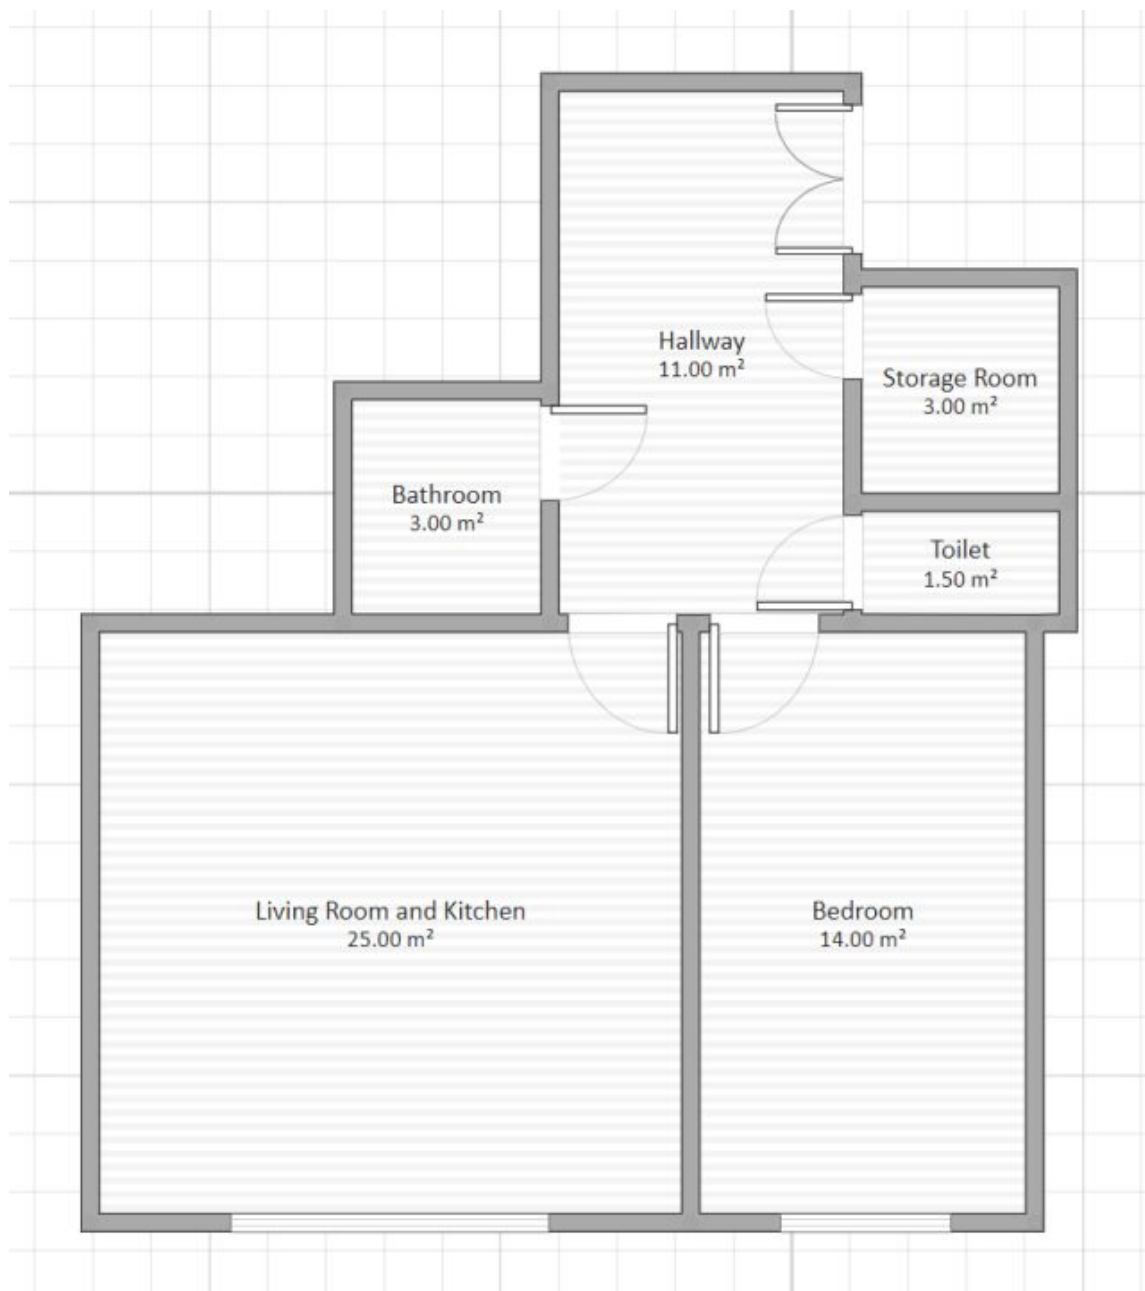 Hallway
11.00 m²
Storage Room
3.00 m²
Bathroom
3.00 m²
Toilet
1.50 m²
Living Room and Kitchen
25.00 m²
Bedroom
14.00 m²